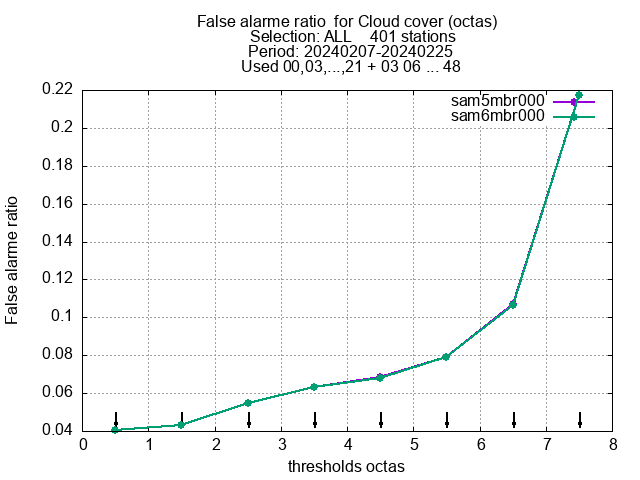 False alarme ratio  for Cloud cover (octas)
Selection: ALL    401 stations
Period: 20240207-20240225
Used 00,03,...,21 + 03 06 ... 48
sam5mbr000
sam6mbr000
0.22
0.2
0.18
0.16
0.14
0.12
0.1
0.08
0.06
0.04
False alarme ratio
0 1 2 3 4 5 6 7 8
thresholds octas